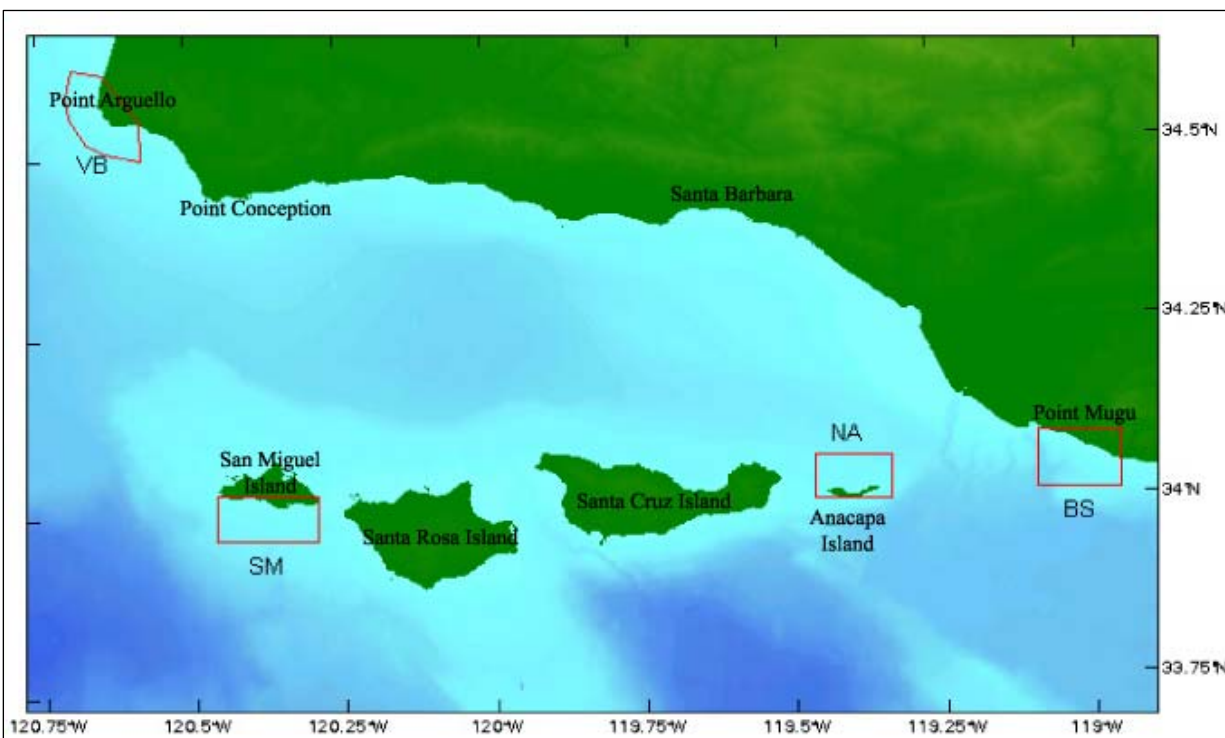 Point Arguello
VB
Point Conception
Santa Barbara
34.5°N
34.25°N
Point Mugu
NA
San Miguel
Island
Santa Cruz Island
34°N
BS
Anacapa
Island
Santa Rosa Island
SM
33.75°N
120.75°W
120.5°W
120.25°W
120°W
119.75°W
119.5°W
119.25°W
119°W